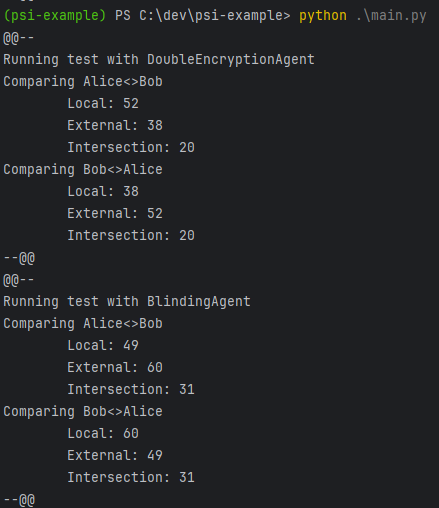 (psi-example) PS C:\dev\psi-example> python .\main.py
@@--
Running test with DoubleEncryptionAgent
Comparing Alice<>Bob
        Local: 52
        External: 38
        Intersection: 20
Comparing Bob<>Alice
        Local: 38
        External: 52
        Intersection: 20
--@@
@@--
Running test with BlindingAgent
Comparing Alice<>Bob
        Local: 49
        External: 60
        Intersection: 31
Comparing Bob<>Alice
        Local: 60
        External: 49
        Intersection: 31
--@@